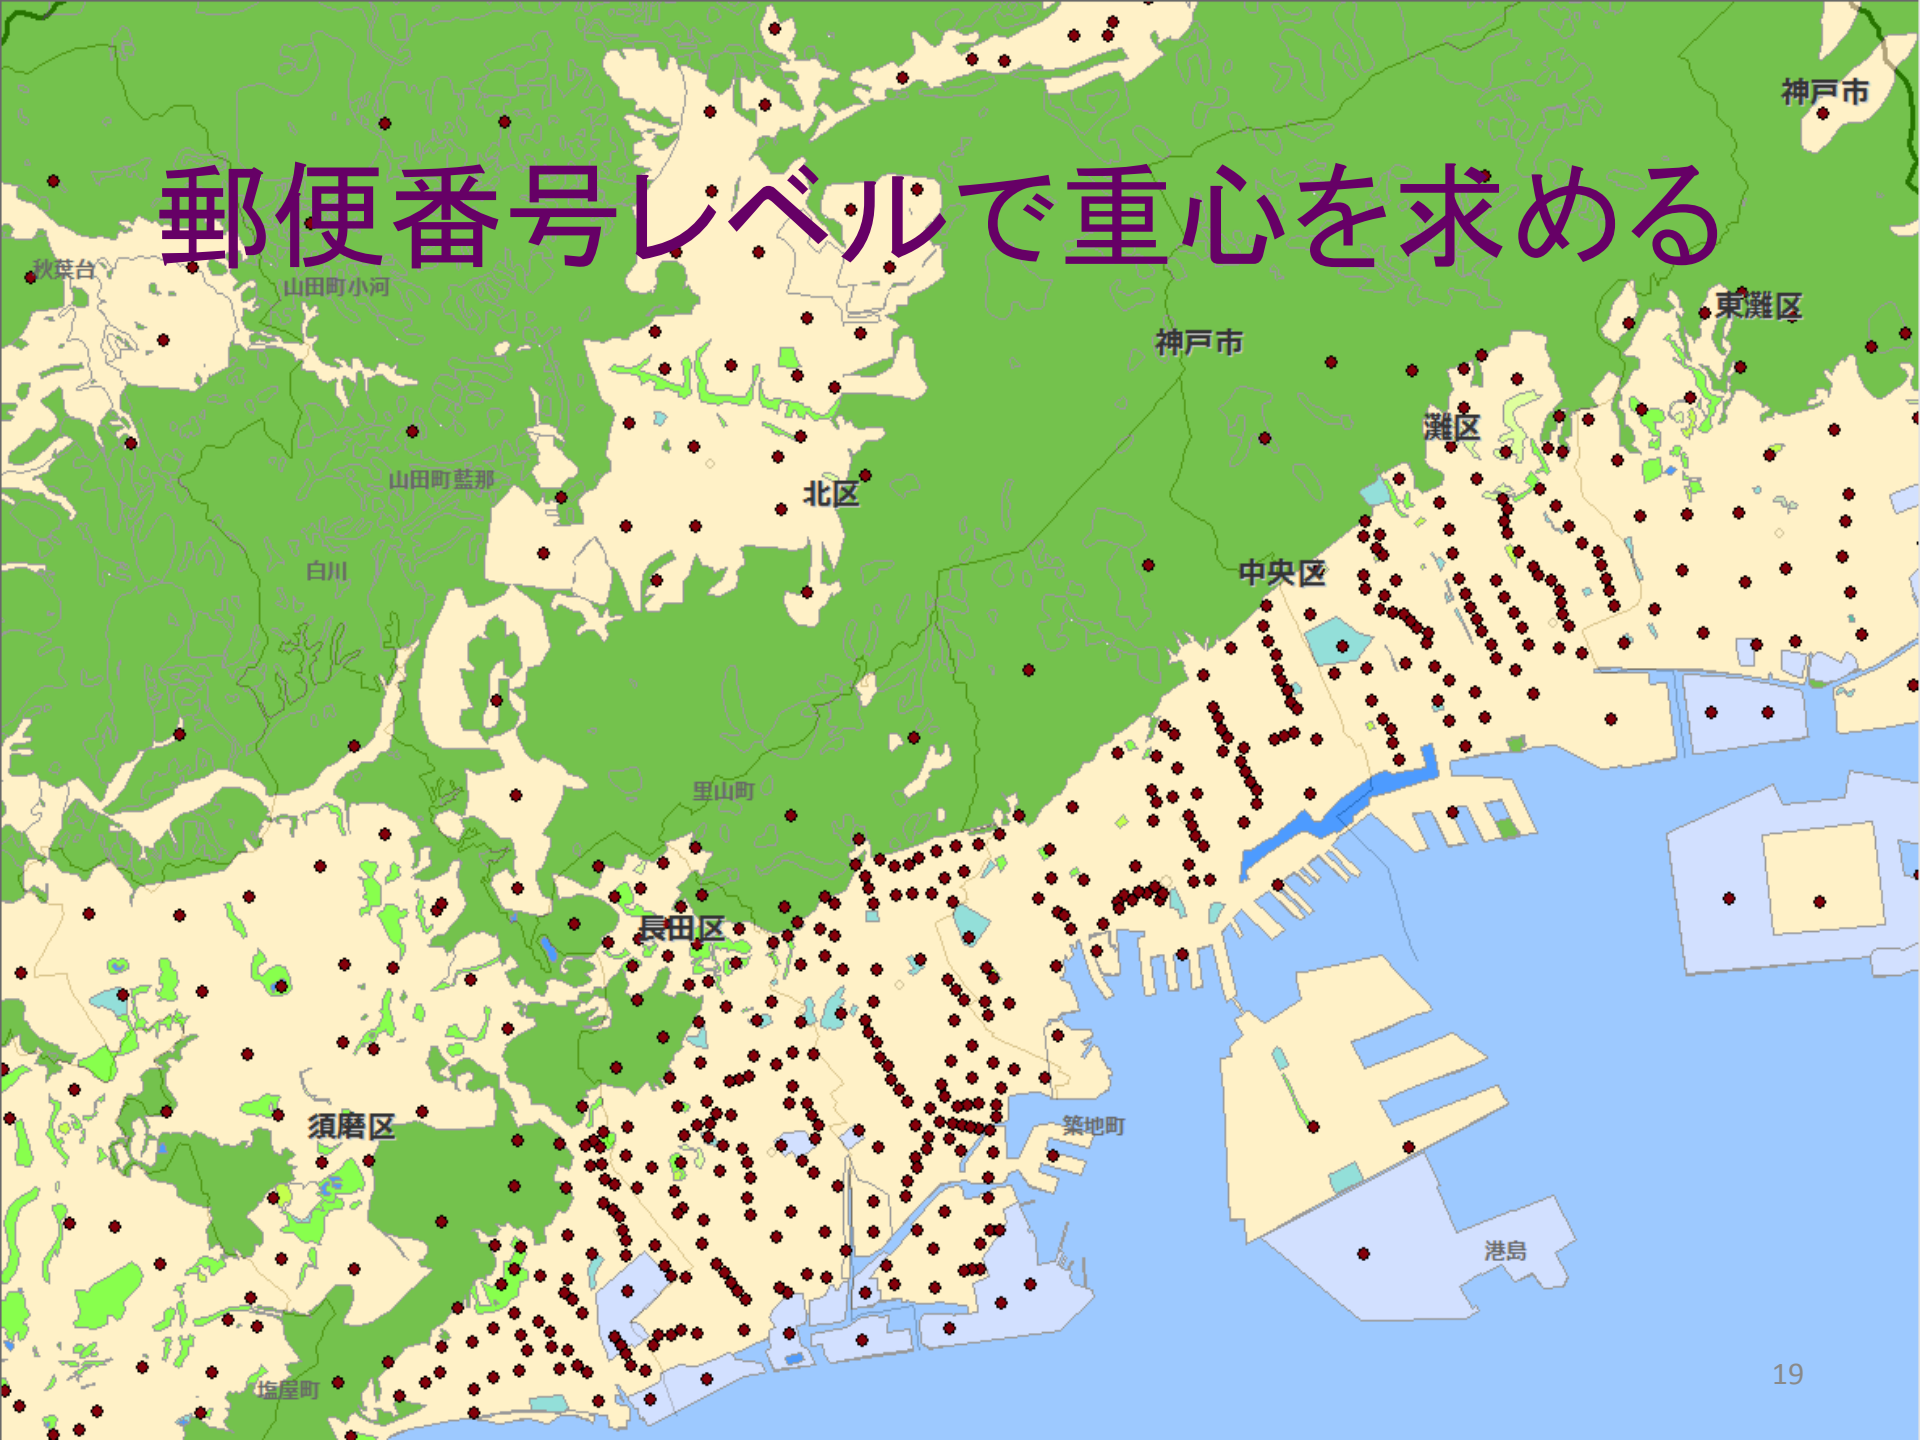 神戸市
郵便番号レベルで重心を求める
秋葉台
山田町小河
東灘区
神戸市
灘区
山田町藍那
北区
白川
中央区
里山町
長田区
須磨区
築地町
港島
塩屋町
19